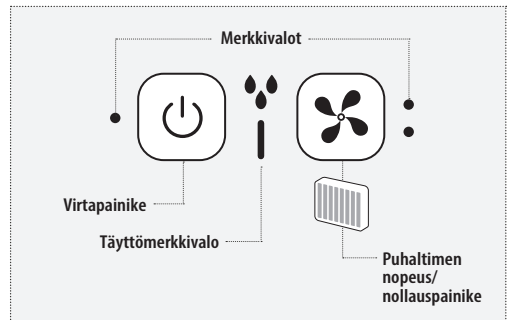 Merkkivalot
Virtapainike
Täyttömerkkivalo
Puhaltimen
nopeus/
nollauspainike